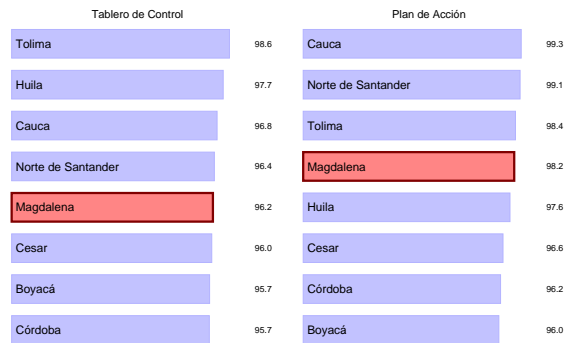 Tablero de Control
Tolima 98.6
Huila 97.7
Cauca 96.8
Norte de Santander 96.4
Magdalena 96.2
Cesar 96.0
Boyacá 95.7
Córdoba 95.7
Plan de Acción
Cauca 99.3
Norte de Santander 99.1
Tolima 98.4
Magdalena 98.2
Huila 97.6
Cesar 96.6
Córdoba 96.2
Boyacá 96.0